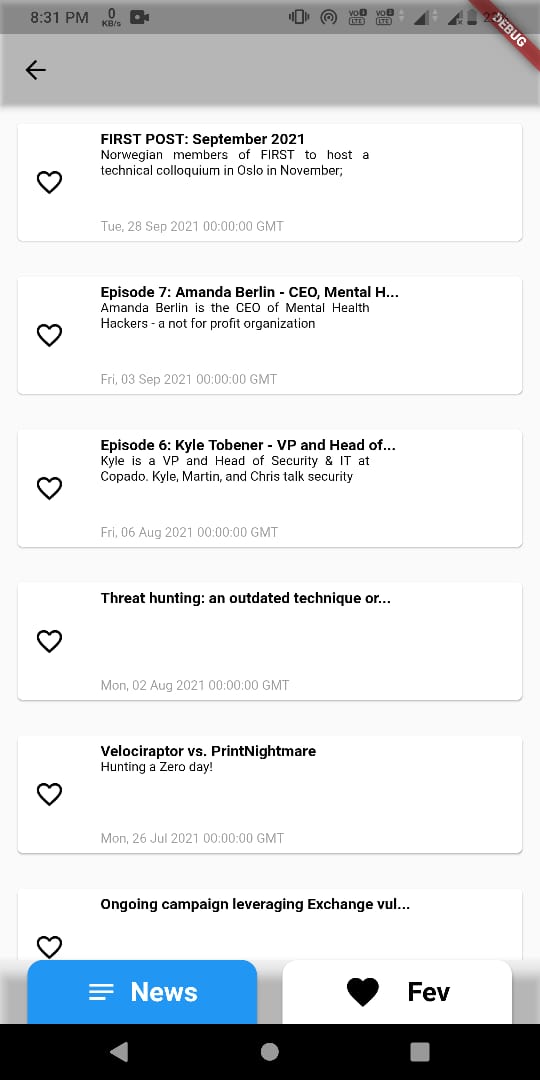 8:31 PM 0 KB/s VO LTE VO LTE DEBUG
FIRST POST: September 2021
Norwegian members of FIRST to host a
technical colloquium in Oslo in November;
Tue, 28 Sep 2021 00:00:00 GMT
Episode 7: Amanda Berlin - CEO, Mental H...
Amanda Berlin is the CEO of Mental Health
Hackers - a not for profit organization
Fri, 03 Sep 2021 00:00:00 GMT
Episode 6: Kyle Tobener - VP and Head of...
Kyle is a VP and Head of Security & IT at
Copado. Kyle, Martin, and Chris talk security
Fri, 06 Aug 2021 00:00:00 GMT
Threat hunting: an outdated technique or...
Mon, 02 Aug 2021 00:00:00 GMT
Velociraptor vs. PrintNightmare
Hunting a Zero day!
Mon, 26 Jul 2021 00:00:00 GMT
Ongoing campaign leveraging Exchange vul...
News
Fev